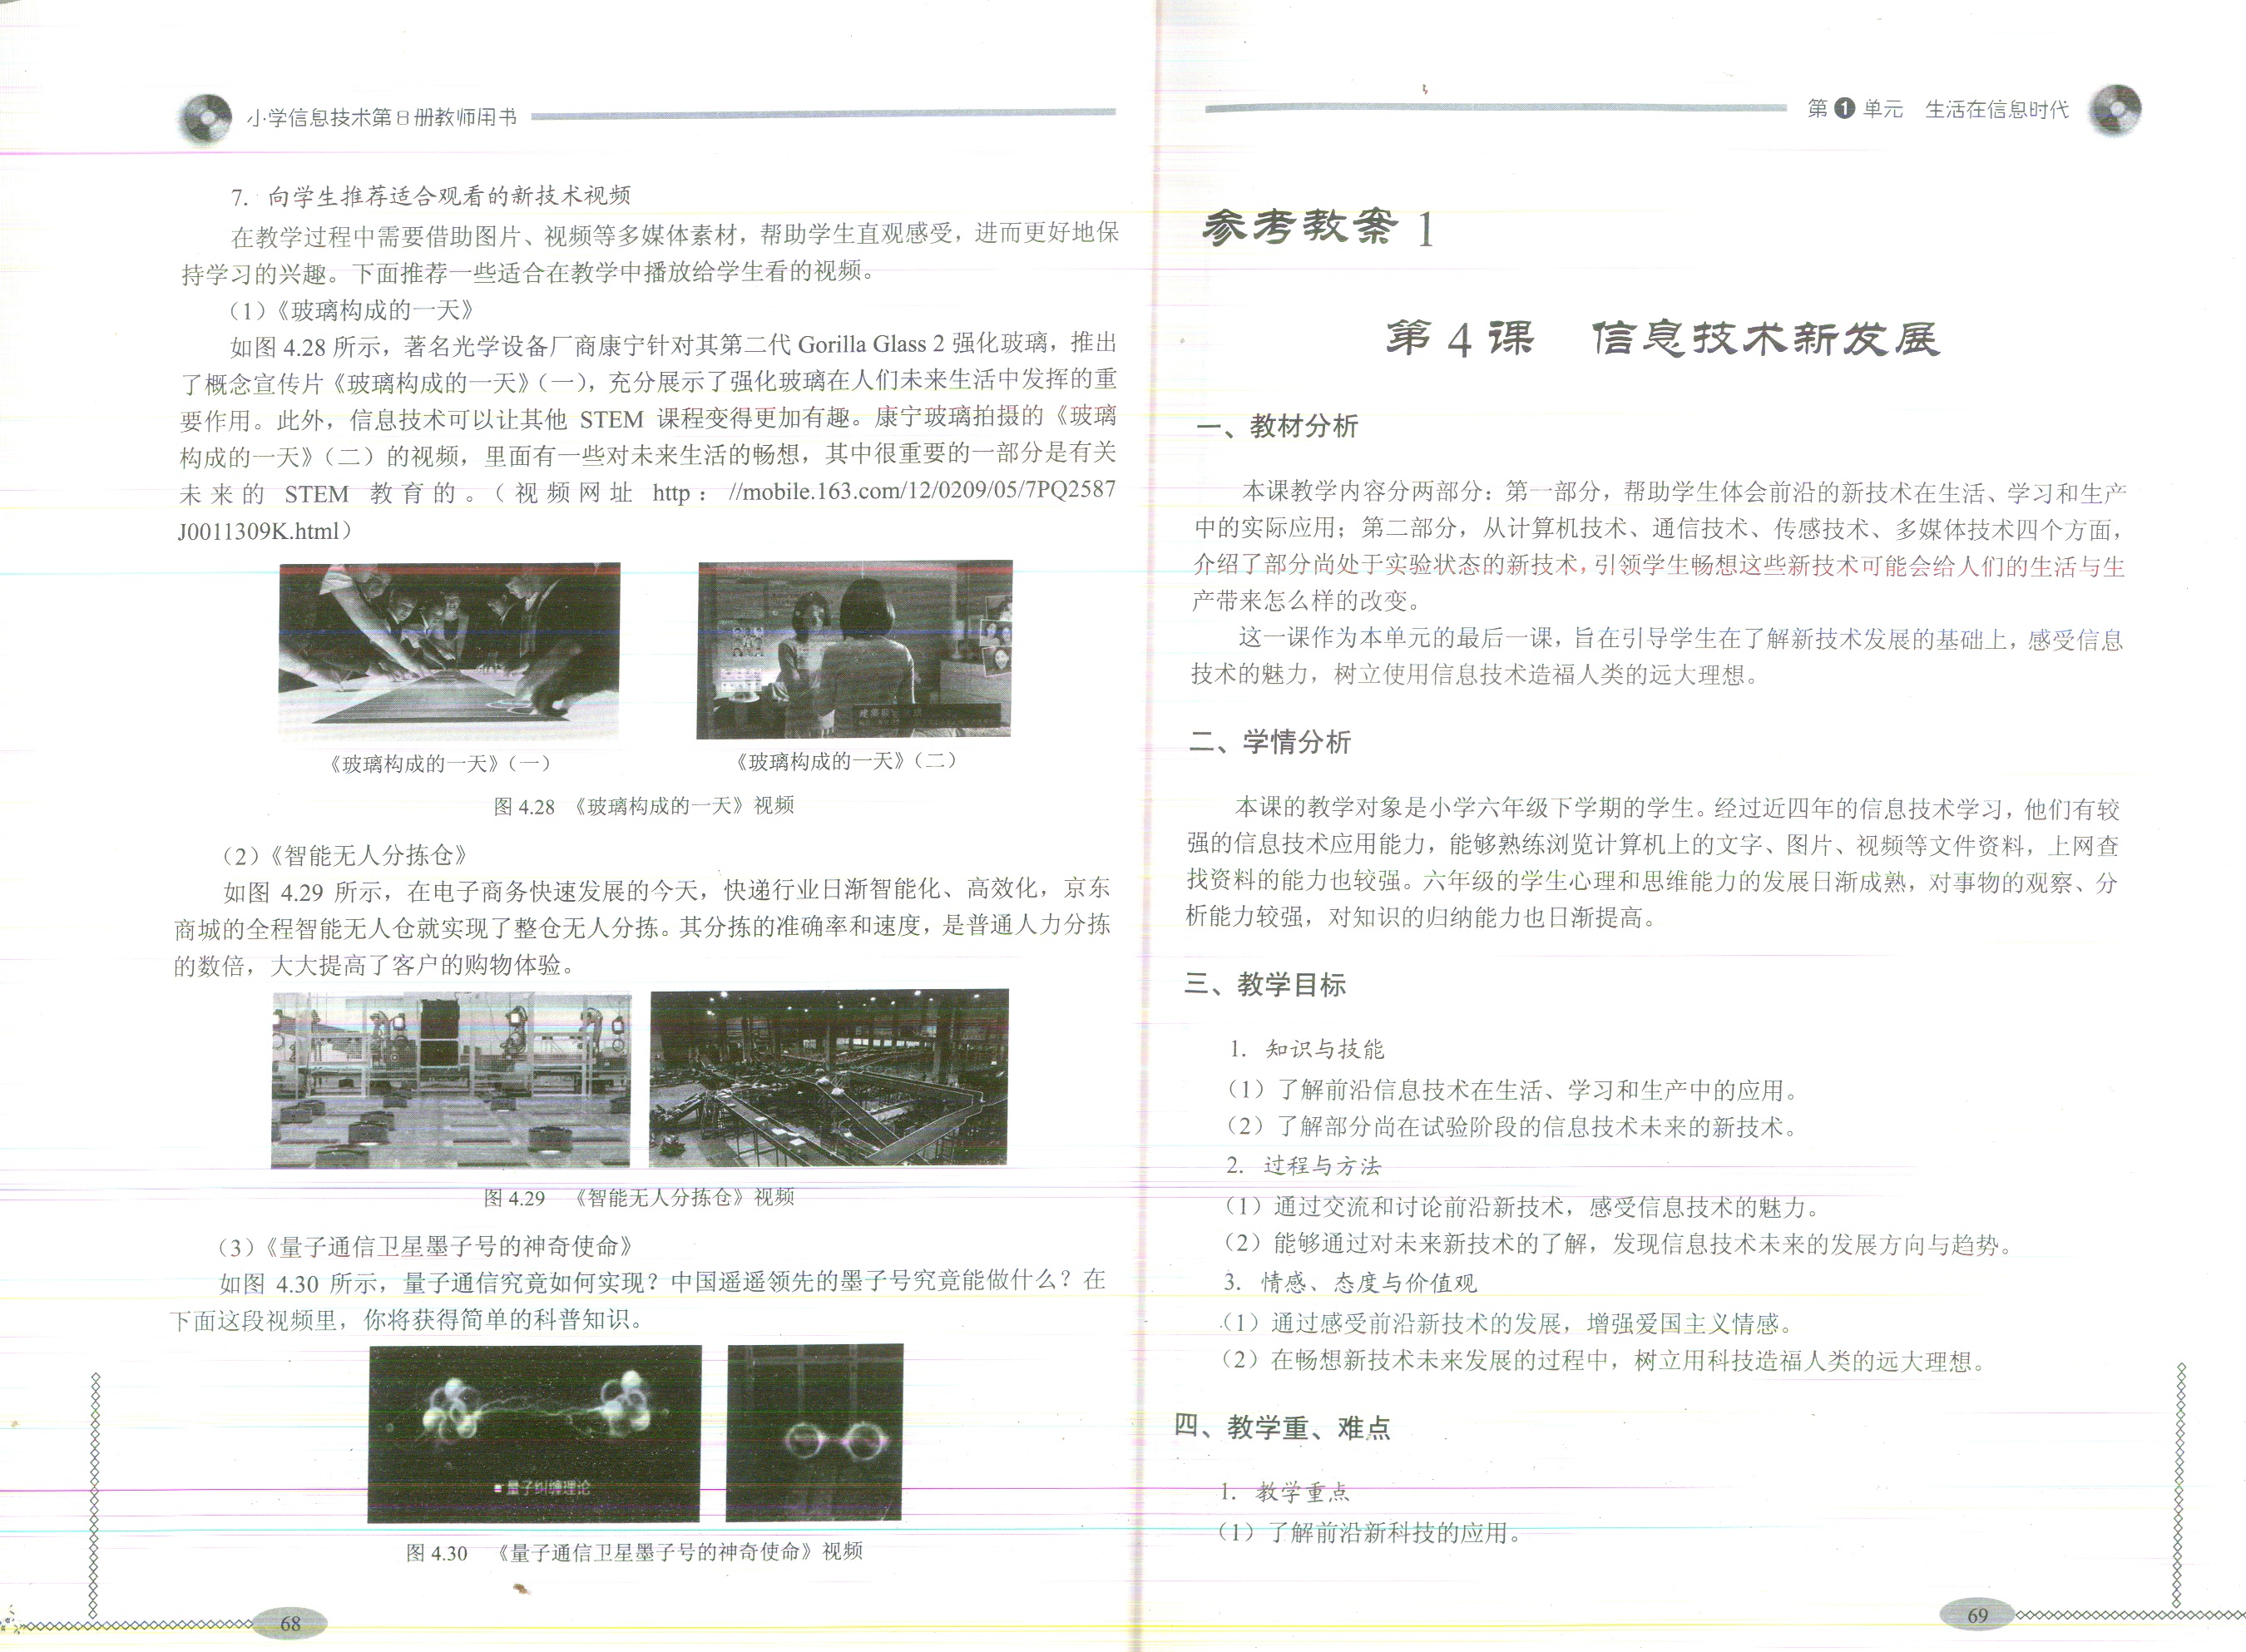 小学信息技术第8册教师用书
7. 向学生推荐适合观看的新技术视频
在教学过程中需要借助图片、视频等多媒体素材，帮助学生直观感受，进而更好地保
持学习的兴趣。下面推荐一些适合在教学中播放给学生看的视频。
（1）《玻璃构成的一天》
如图 4.28 所示，著名光学设备厂商康宁针对其第二代 Gorilla Glass 2 强化玻璃，推出
了概念宣传片《玻璃构成的一天》（一），充分展示了强化玻璃在人们未来生活中发挥的重
要作用。此外，信息技术可以让其他 STEM 课程变得更加有趣。康宁玻璃拍摄的《玻璃
构成的一天》（二）的视频，里面有一些对未来生活的畅想，其中很重要的一部分是有关
未来的 STEM 教育的。（视频网址 http：//mobile.163.com/12/0209/05/7PQ2587
J0011309K.html）
《玻璃构成的一天》（一）
《玻璃构成的一天》（二）
图 4.28 《玻璃构成的一天》视频
（2）《智能无人分拣仓》
如图 4.29 所示，在电子商务快速发展的今天，快递行业日渐智能化、高效化，京东
商城的全程智能无人仓就实现了整仓无人分拣。其分拣的准确率和速度，是普通人力分拣
的数倍，大大提高了客户的购物体验。
图 4.29 《智能无人分拣仓》视频
（3）《量子通信卫星墨子号的神奇使命》
如图 4.30 所示，量子通信究竟如何实现？中国遥遥领先的墨子号究竟能做什么？在
下面这段视频里，你将获得简单的科普知识。
量子纠缠理论
图 4.30 《量子通信卫星墨子号的神奇使命》视频
68
第1单元 生活在信息时代
参考教案 1
第 4 课 信息技术新发展
一、教材分析
本课教学内容分两部分：第一部分，帮助学生体会前沿的新技术在生活、学习和生产
中的实际应用；第二部分，从计算机技术、通信技术、传感技术、多媒体技术四个方面，
介绍了部分尚处于实验状态的新技术，引领学生畅想这些新技术可能会给人们的生活与生
产带来怎么样的改变。
这一课作为本单元的最后一课，旨在引导学生在了解新技术发展的基础上，感受信息
技术的魅力，树立使用信息技术造福人类的远大理想。
二、学情分析
本课的教学对象是小学六年级下学期的学生。经过近四年的信息技术学习，他们有较
强的信息技术应用能力，能够熟练浏览计算机上的文字、图片、视频等文件资料，上网查
找资料的能力也较强。六年级的学生心理和思维能力的发展日渐成熟，对事物的观察、分
析能力较强，对知识的归纳能力也日渐提高。
三、教学目标
1. 知识与技能
（1）了解前沿信息技术在生活、学习和生产中的应用。
（2）了解部分尚在试验阶段的信息技术未来的新技术。
2. 过程与方法
（1）通过交流和讨论前沿新技术，感受信息技术的魅力。
（2）能够通过对未来新技术的了解，发现信息技术未来的发展方向与趋势。
3. 情感、态度与价值观
（1）通过感受前沿新技术的发展，增强爱国主义情感。
（2）在畅想新技术未来发展的过程中，树立用科技造福人类的远大理想。
四、教学重、难点
1. 教学重点
（1）了解前沿新科技的应用。
69